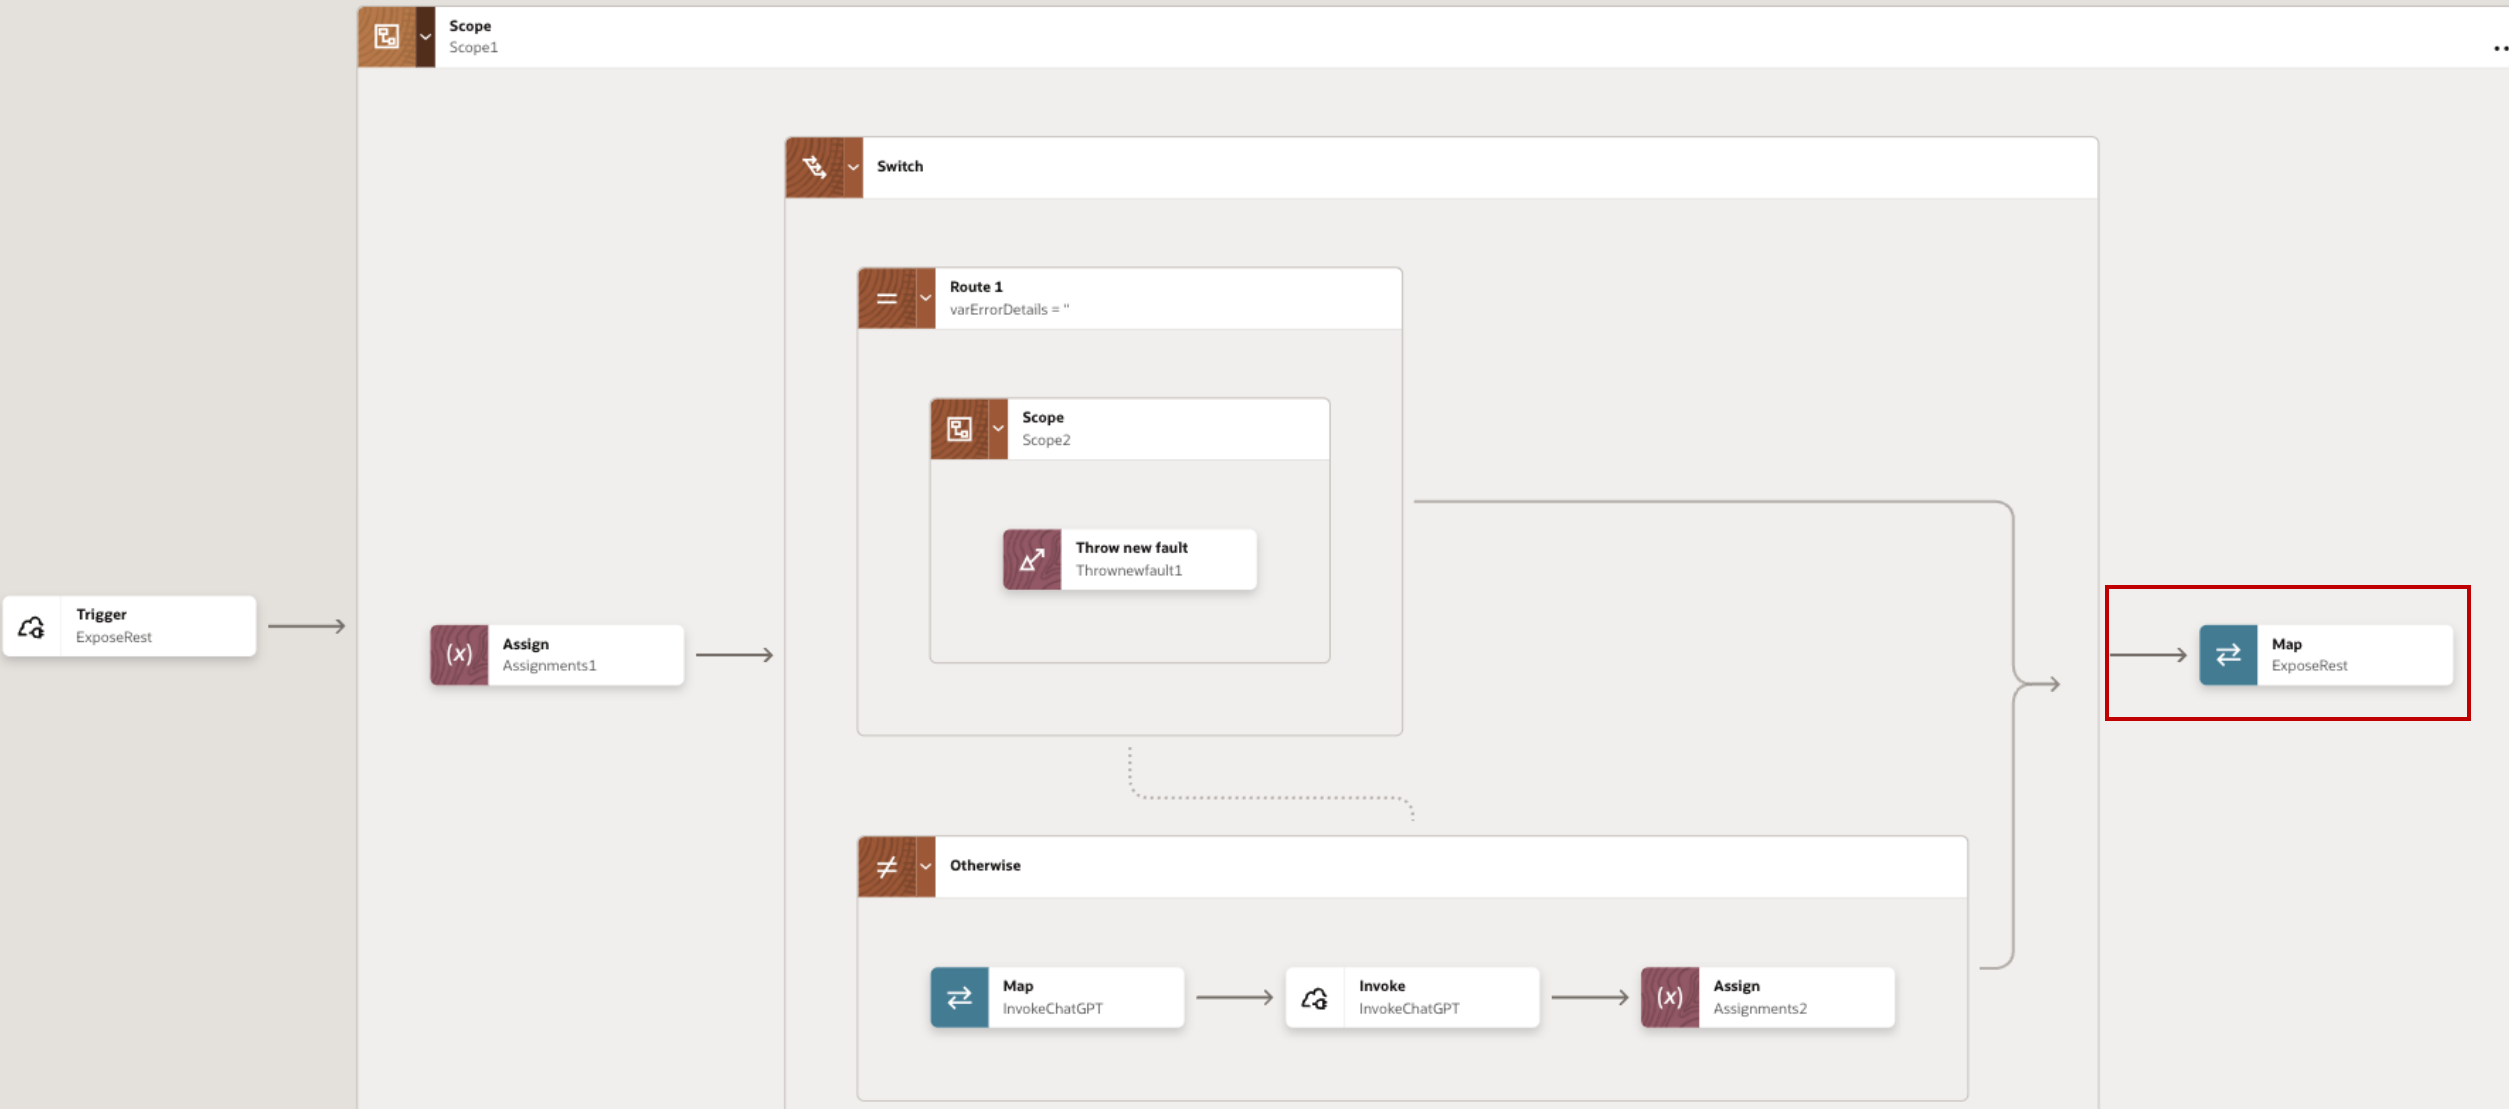 Scope
Scope1
Switch
Route 1
varErrorDetails = ''
Scope
Scope2
Throw new fault
Thrownewfault1
Trigger
ExposeRest
(x)
Assign
Assignments1
Map
ExposeRest
Otherwise
Map
InvokeChatGPT
Invoke
InvokeChatGPT
(x)
Assign
Assignments2